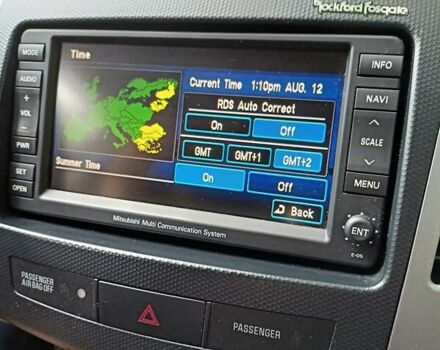 Rockford Fosgate
MODE
AUDIO
+
VOL
−
PWR
SET
OPEN
Time
Current Time 1:10pm AUG. 12
RDS Auto Correct
On Off
GMT GMT+1 GMT+2
Summer Time
On Off
Back
Mitsubishi Multi Communication System
INFO
NAVI
SCALE
MENU
ENT
E-05
PASSENGER
AIRBAG OFF
PASSENGER